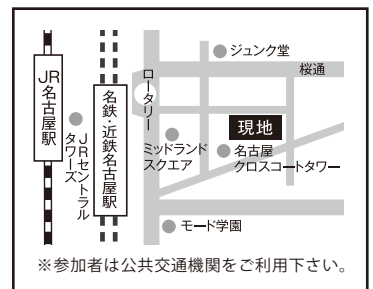 ジュンク堂
桜通
JR名古屋駅
JRセントラル
タワーズ
名鉄・近鉄名古屋駅
ロータリー
ミッドランド
スクエア
現地
名古屋
クロスコートタワー
モード学園
※参加者は公共交通機関をご利用下さい。